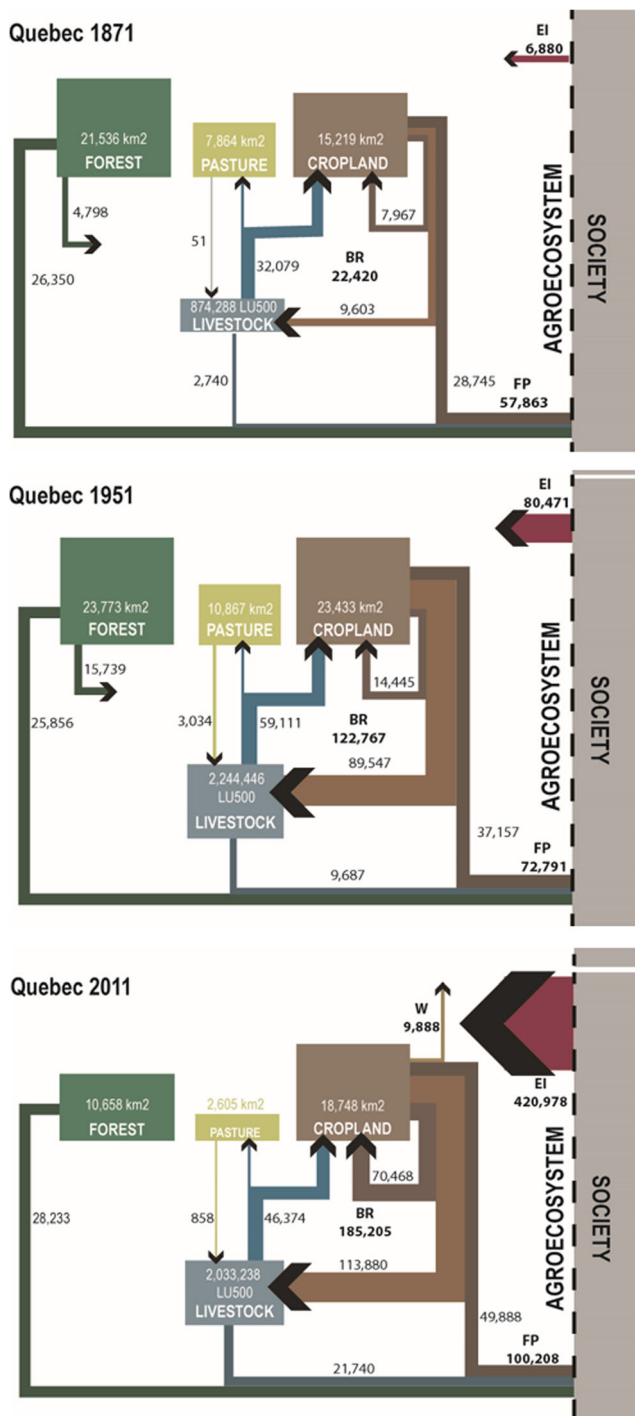 Quebec 1871
EI
6,880
21,536 km2
FOREST
7,864 km2
PASTURE
15,219 km2
CROPLAND
4,798
7,967
51
32,079
BR
22,420
26,350
874,288 LU500
LIVESTOCK
9,603
2,740
28,745
FP
57,863
AGROECOSYSTEM
SOCIETY
Quebec 1951
EI
80,471
23,773 km2
FOREST
10,867 km2
PASTURE
23,433 km2
CROPLAND
15,739
14,445
25,856
3,034
59,111
BR
122,767
89,547
2,244,446
LU500
LIVESTOCK
37,157
9,687
FP
72,791
AGROECOSYSTEM
SOCIETY
Quebec 2011
W
9,888
EI
420,978
10,658 km2
FOREST
2,605 km2
PASTURE
18,748 km2
CROPLAND
70,468
28,233
858
46,374
BR
185,205
113,880
2,033,238
LU500
LIVESTOCK
49,888
21,740
FP
100,208
AGROECOSYSTEM
SOCIETY